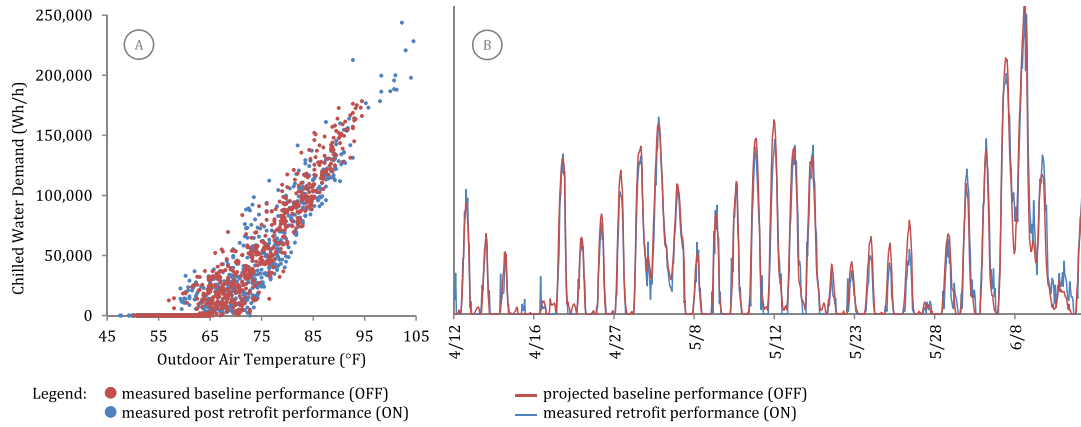 A
B
Chilled Water Demand (Wh/h)
250,000
200,000
150,000
100,000
50,000
0
45 55 65 75 85 95 105
Outdoor Air Temperature (°F)
4/12 4/16 4/27 5/8 5/12 5/23 5/28 6/8
Legend:
measured baseline performance (OFF)
measured post retrofit performance (ON)
projected baseline performance (OFF)
measured retrofit performance (ON)